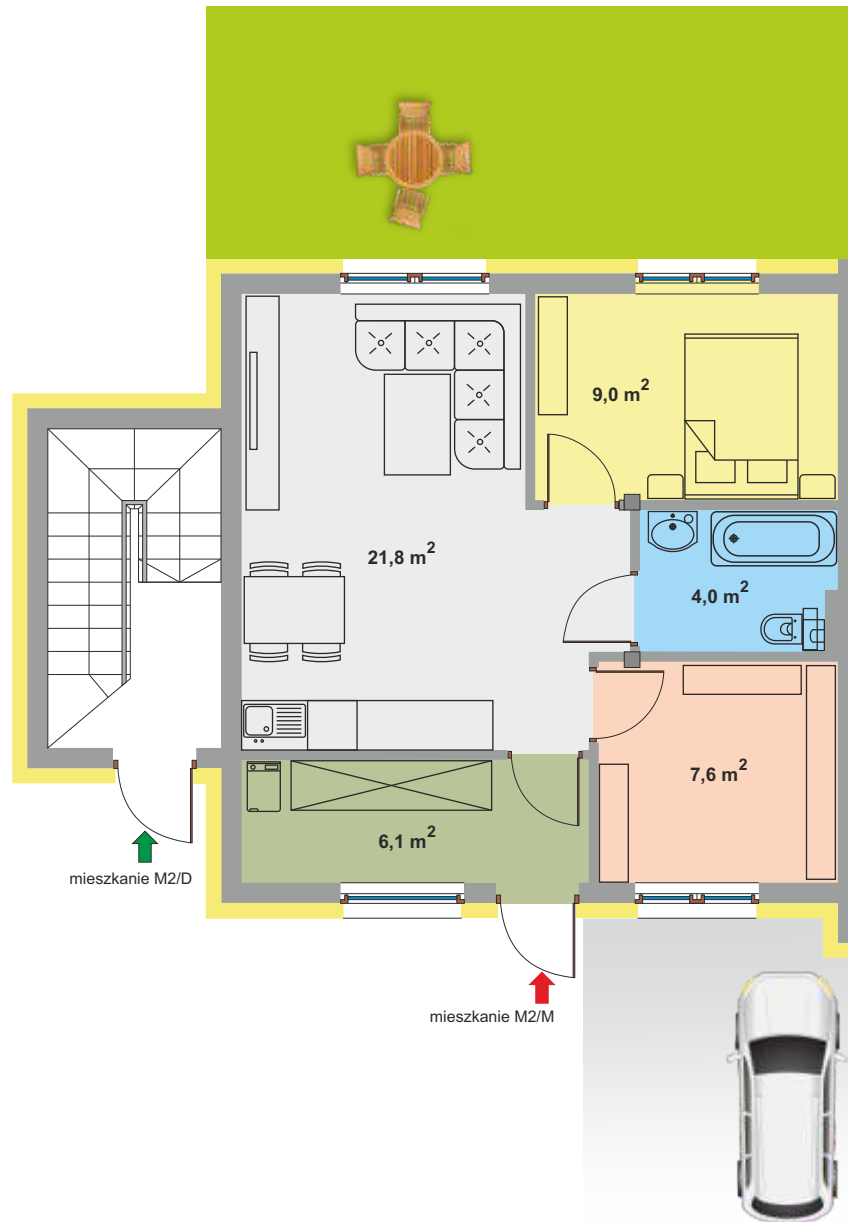 9,0 m²
21,8 m²
4,0 m²
7,6 m²
6,1 m²
mieszkanie M2/D
mieszkanie M2/M